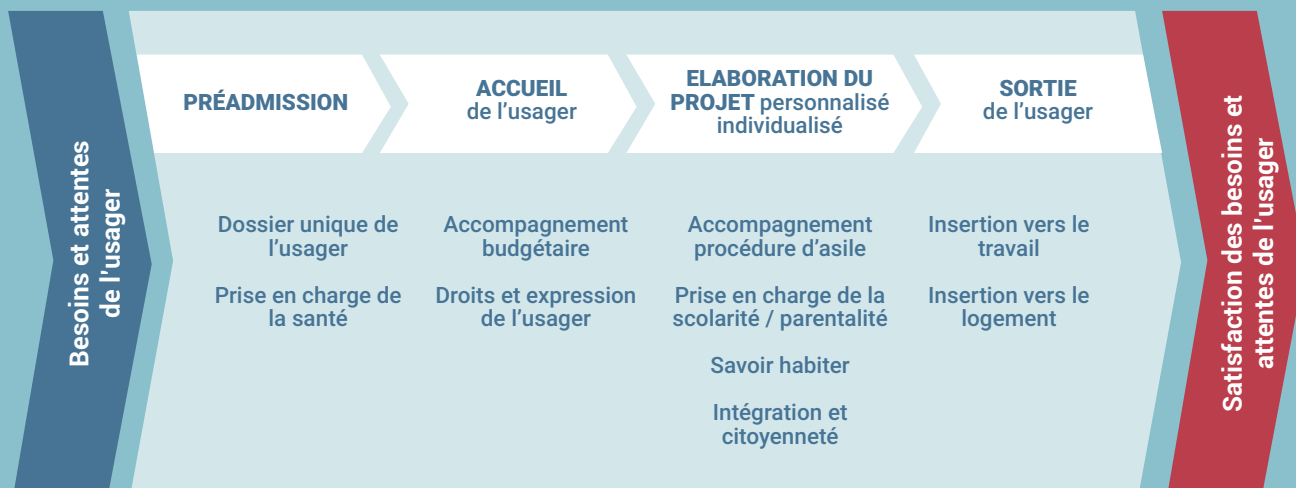 Besoins et attentes
de l'usager
PRÉADMISSION
ACCUEIL
de l’usager
ELABORATION DU
PROJET personnalisé
individualisé
SORTIE
de l’usager
Dossier unique de
l’usager
Prise en charge de
la santé
Accompagnement
budgétaire
Droits et expression
de l’usager
Accompagnement
procédure d’asile
Prise en charge de la
scolarité / parentalité
Savoir habiter
Intégration et
citoyenneté
Insertion vers le
travail
Insertion vers le
logement
Satisfaction des besoins et
attentes de l'usager